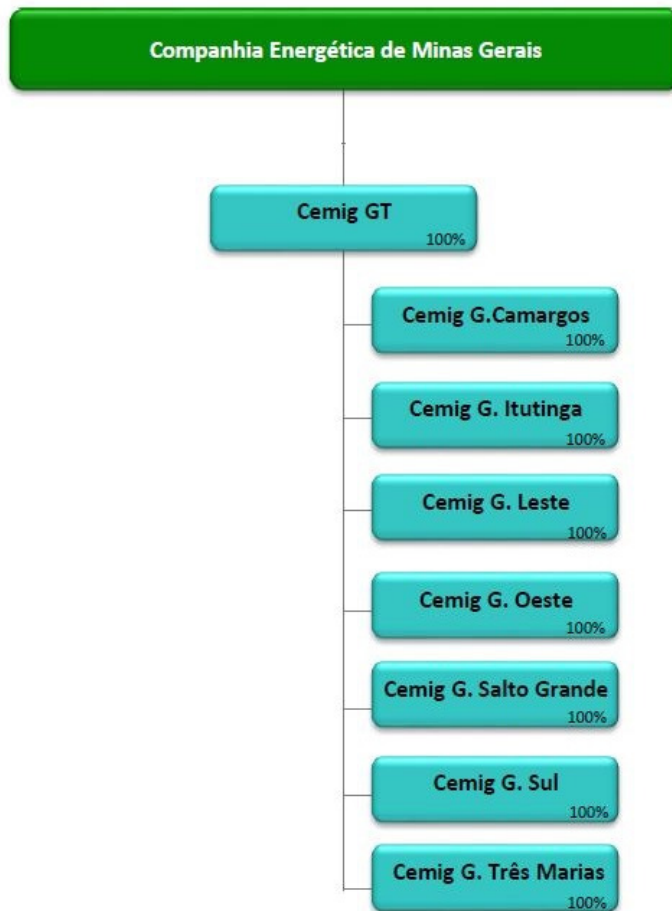 Companhia Energética de Minas Gerais
Cemig GT
100%
Cemig G.Camargos
100%
Cemig G. Itutinga
100%
Cemig G. Leste
100%
Cemig G. Oeste
100%
Cemig G. Salto Grande
100%
Cemig G. Sul
100%
Cemig G. Três Marias
100%